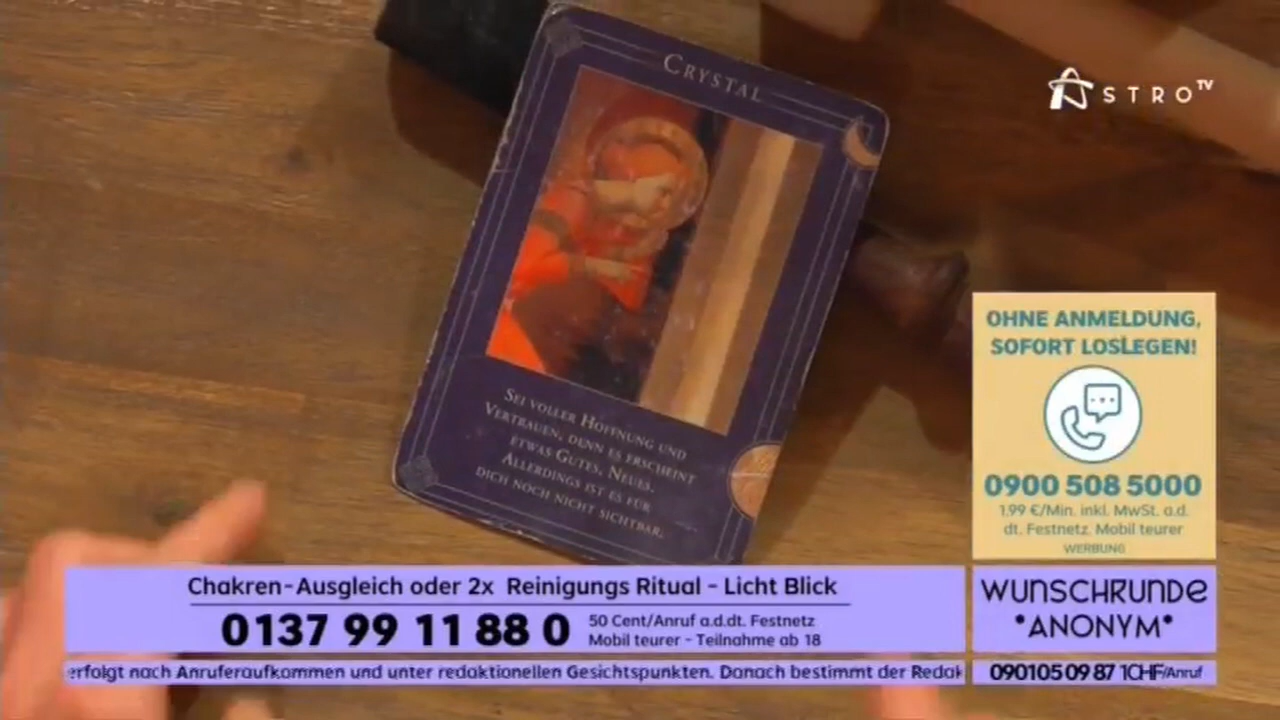 CRYSTAL
ASTRO TV
SEI VOLLER HOFFNUNG UND
VERTRAUEN, DENN ES ERSCHEINT
ETWAS GUTES, NEUES.
ALLERDINGS IST ES FÜR
DICH NOCH NICHT SICHTBAR.
OHNE ANMELDUNG,
SOFORT LOSLEGEN!
0900 508 5000
1,99 €/Min. inkl. MwSt. a.d.
dt. Festnetz. Mobil teurer
WERBUNG
Chakren-Ausgleich oder 2x Reinigungs Ritual - Licht Blick
0137 99 11 88 0
50 Cent/Anruf a.d.dt. Festnetz
Mobil teurer - Teilnahme ab 18
WUNSCHRUNDE
*ANONYM*
erfolgt nach Anruferaufkommen und unter redaktionellen Gesichtspunkten. Danach bestimmt der Redak
090105 09 87 1CHF/Anruf